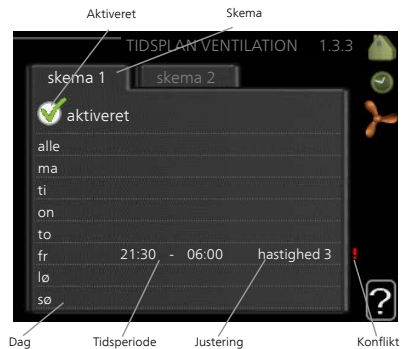 Aktiveret Skema
TIDSPLAN VENTILATION 1.3.3
skema 1 skema 2
aktiveret
alle
ma
ti
on
to
fr 21:30 - 06:00 hastighed 3 !
lø
sø
?
Dag Tidsperiode Justering Konflikt